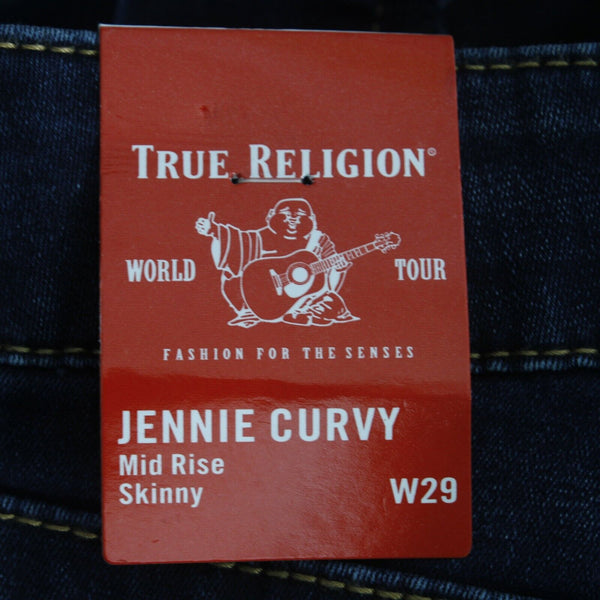 TRUE RELIGION®
WORLD TOUR
FASHION FOR THE SENSES
JENNIE CURVY
Mid Rise
Skinny W29